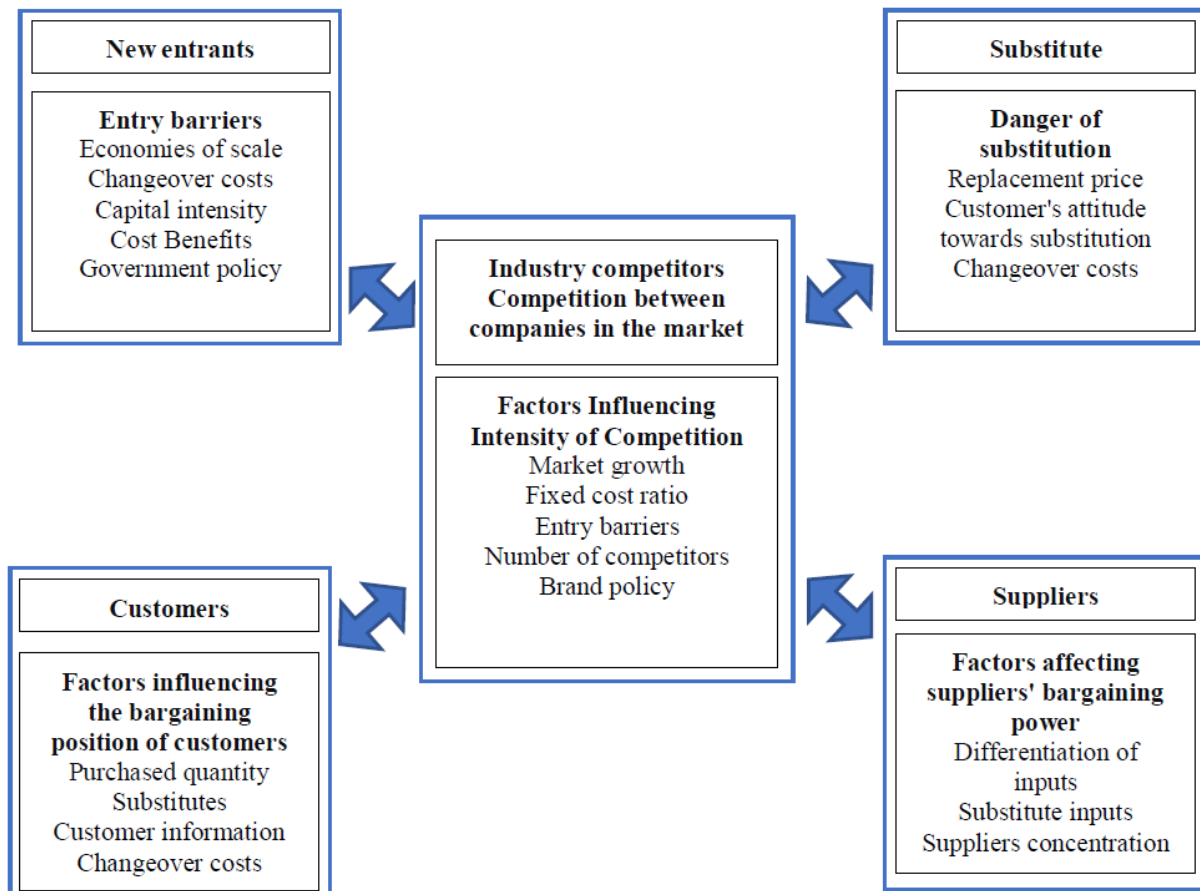 New entrants
Entry barriers
Economies of scale
Changeover costs
Capital intensity
Cost Benefits
Government policy
Substitute
Danger of
substitution
Replacement price
Customer's attitude
towards substitution
Changeover costs
Industry competitors
Competition between
companies in the market
Factors Influencing
Intensity of Competition
Market growth
Fixed cost ratio
Entry barriers
Number of competitors
Brand policy
Customers
Factors influencing
the bargaining
position of customers
Purchased quantity
Substitutes
Customer information
Changeover costs
Suppliers
Factors affecting
suppliers' bargaining
power
Differentiation of
inputs
Substitute inputs
Suppliers concentration